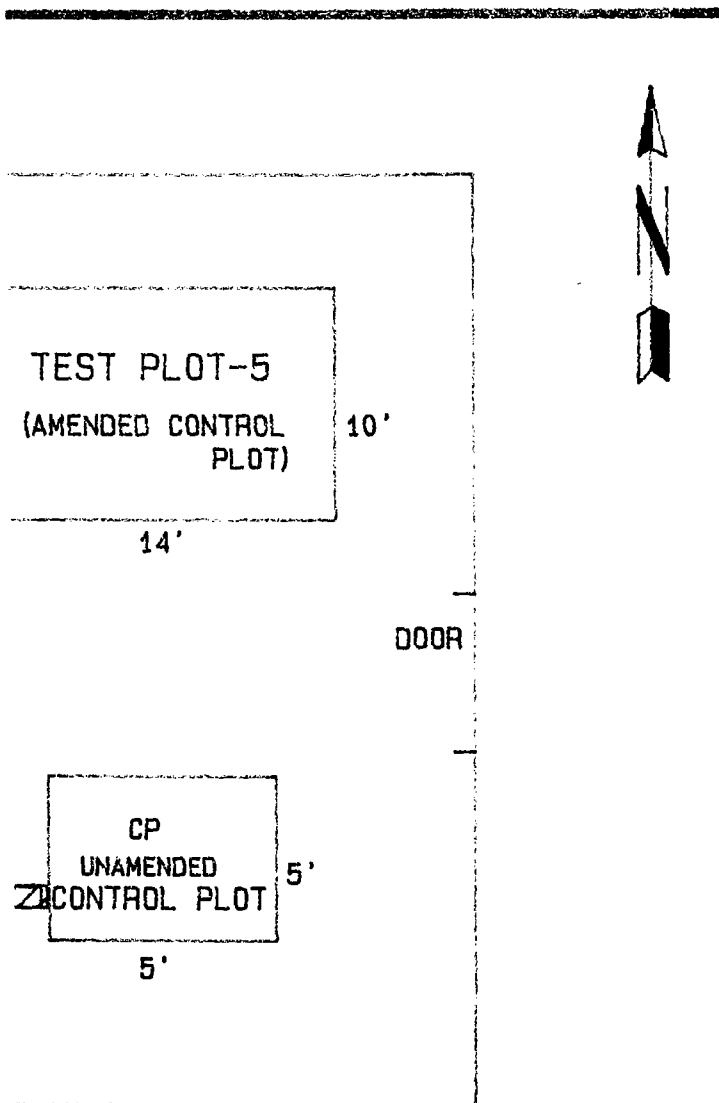 N
TEST PLOT-5
(AMENDED CONTROL
PLOT)
10'
14'
DOOR
CP
UNAMENDED
CONTROL PLOT
5'
5'